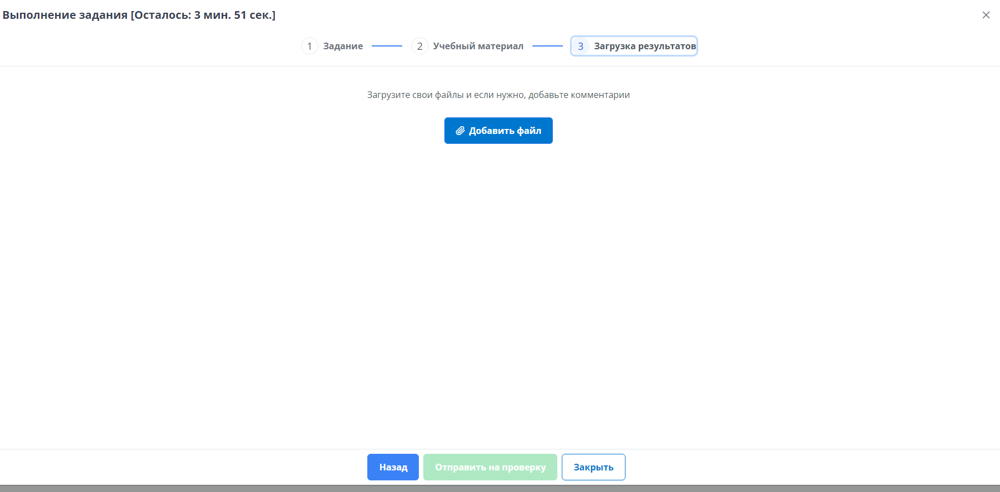 Выполнение задания [Осталось: 3 мин. 51 сек.]
1 Задание 2 Учебный материал 3 Загрузка результатов
Загрузите свои файлы и если нужно, добавьте комментарии
Добавить файл
Назад Отправить на проверку Закрыть